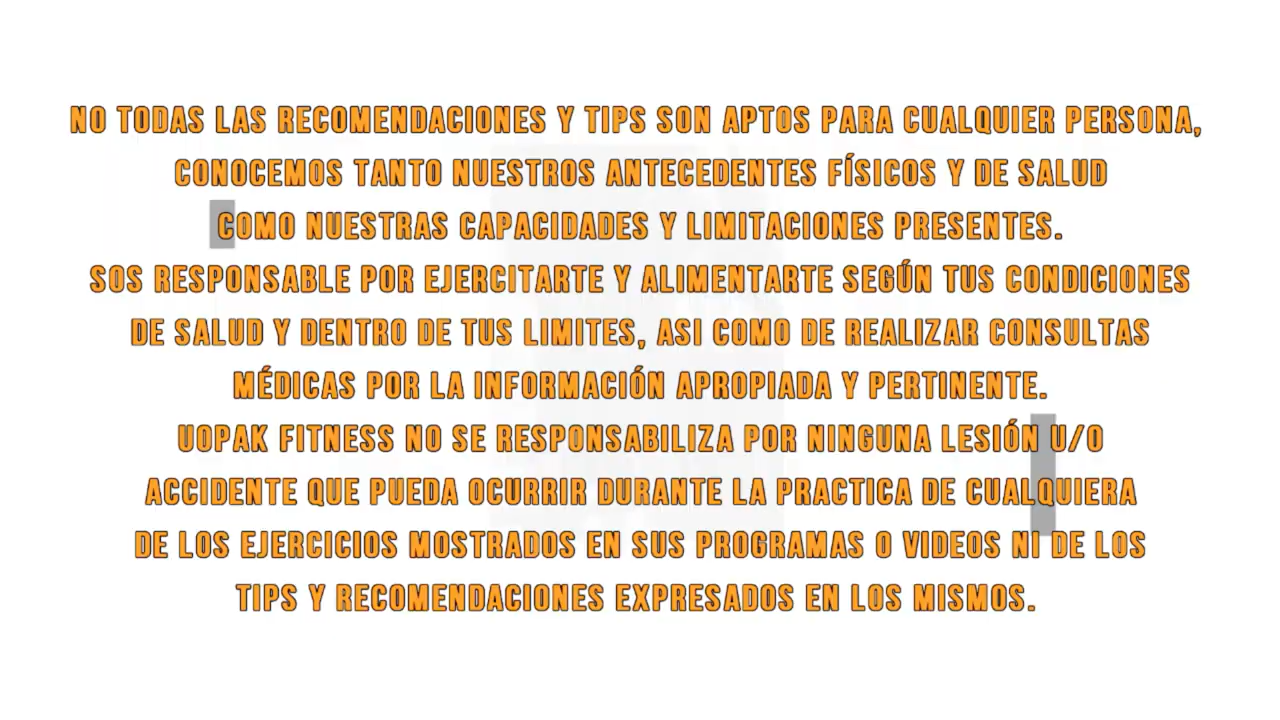 NO TODAS LAS RECOMENDACIONES Y TIPS SON APTOS PARA CUALQUIER PERSONA,
CONOCEMOS TANTO NUESTROS ANTECEDENTES FÍSICOS Y DE SALUD
COMO NUESTRAS CAPACIDADES Y LIMITACIONES PRESENTES.
SOS RESPONSABLE POR EJERCITARTE Y ALIMENTARTE SEGÚN TUS CONDICIONES
DE SALUD Y DENTRO DE TUS LIMITES, ASI COMO DE REALIZAR CONSULTAS
MÉDICAS POR LA INFORMACIÓN APROPIADA Y PERTINENTE.
UOPAK FITNESS NO SE RESPONSABILIZA POR NINGUNA LESIÓN U/O
ACCIDENTE QUE PUEDA OCURRIR DURANTE LA PRACTICA DE CUALQUIERA
DE LOS EJERCICIOS MOSTRADOS EN SUS PROGRAMAS O VIDEOS NI DE LOS
TIPS Y RECOMENDACIONES EXPRESADOS EN LOS MISMOS.